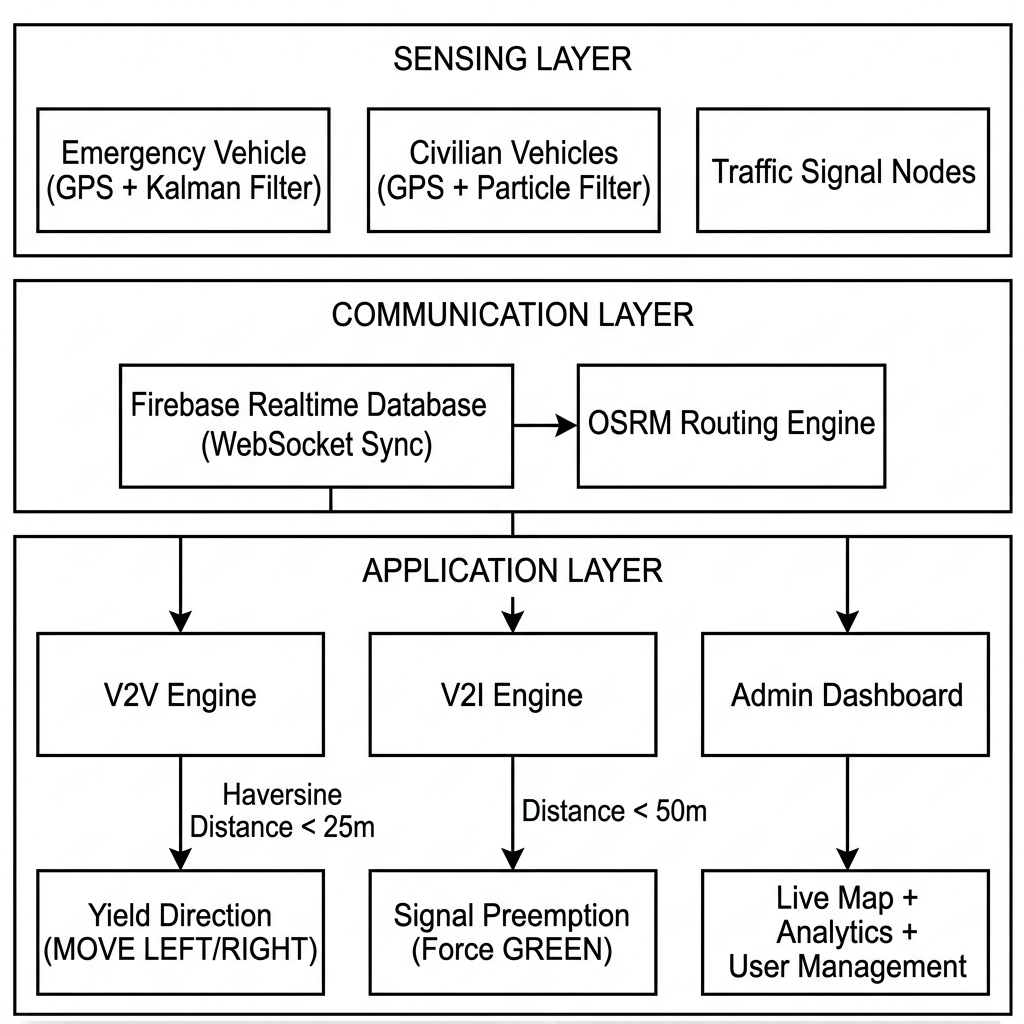 SENSING LAYER
Emergency Vehicle
(GPS + Kalman Filter)
Civilian Vehicles
(GPS + Particle Filter)
Traffic Signal Nodes
COMMUNICATION LAYER
Firebase Realtime Database
(WebSocket Sync)
OSRM Routing Engine
APPLICATION LAYER
V2V Engine
V2I Engine
Admin Dashboard
Haversine
Distance < 25m
Distance < 50m
Yield Direction
(MOVE LEFT/RIGHT)
Signal Preemption
(Force GREEN)
Live Map +
Analytics +
User Management